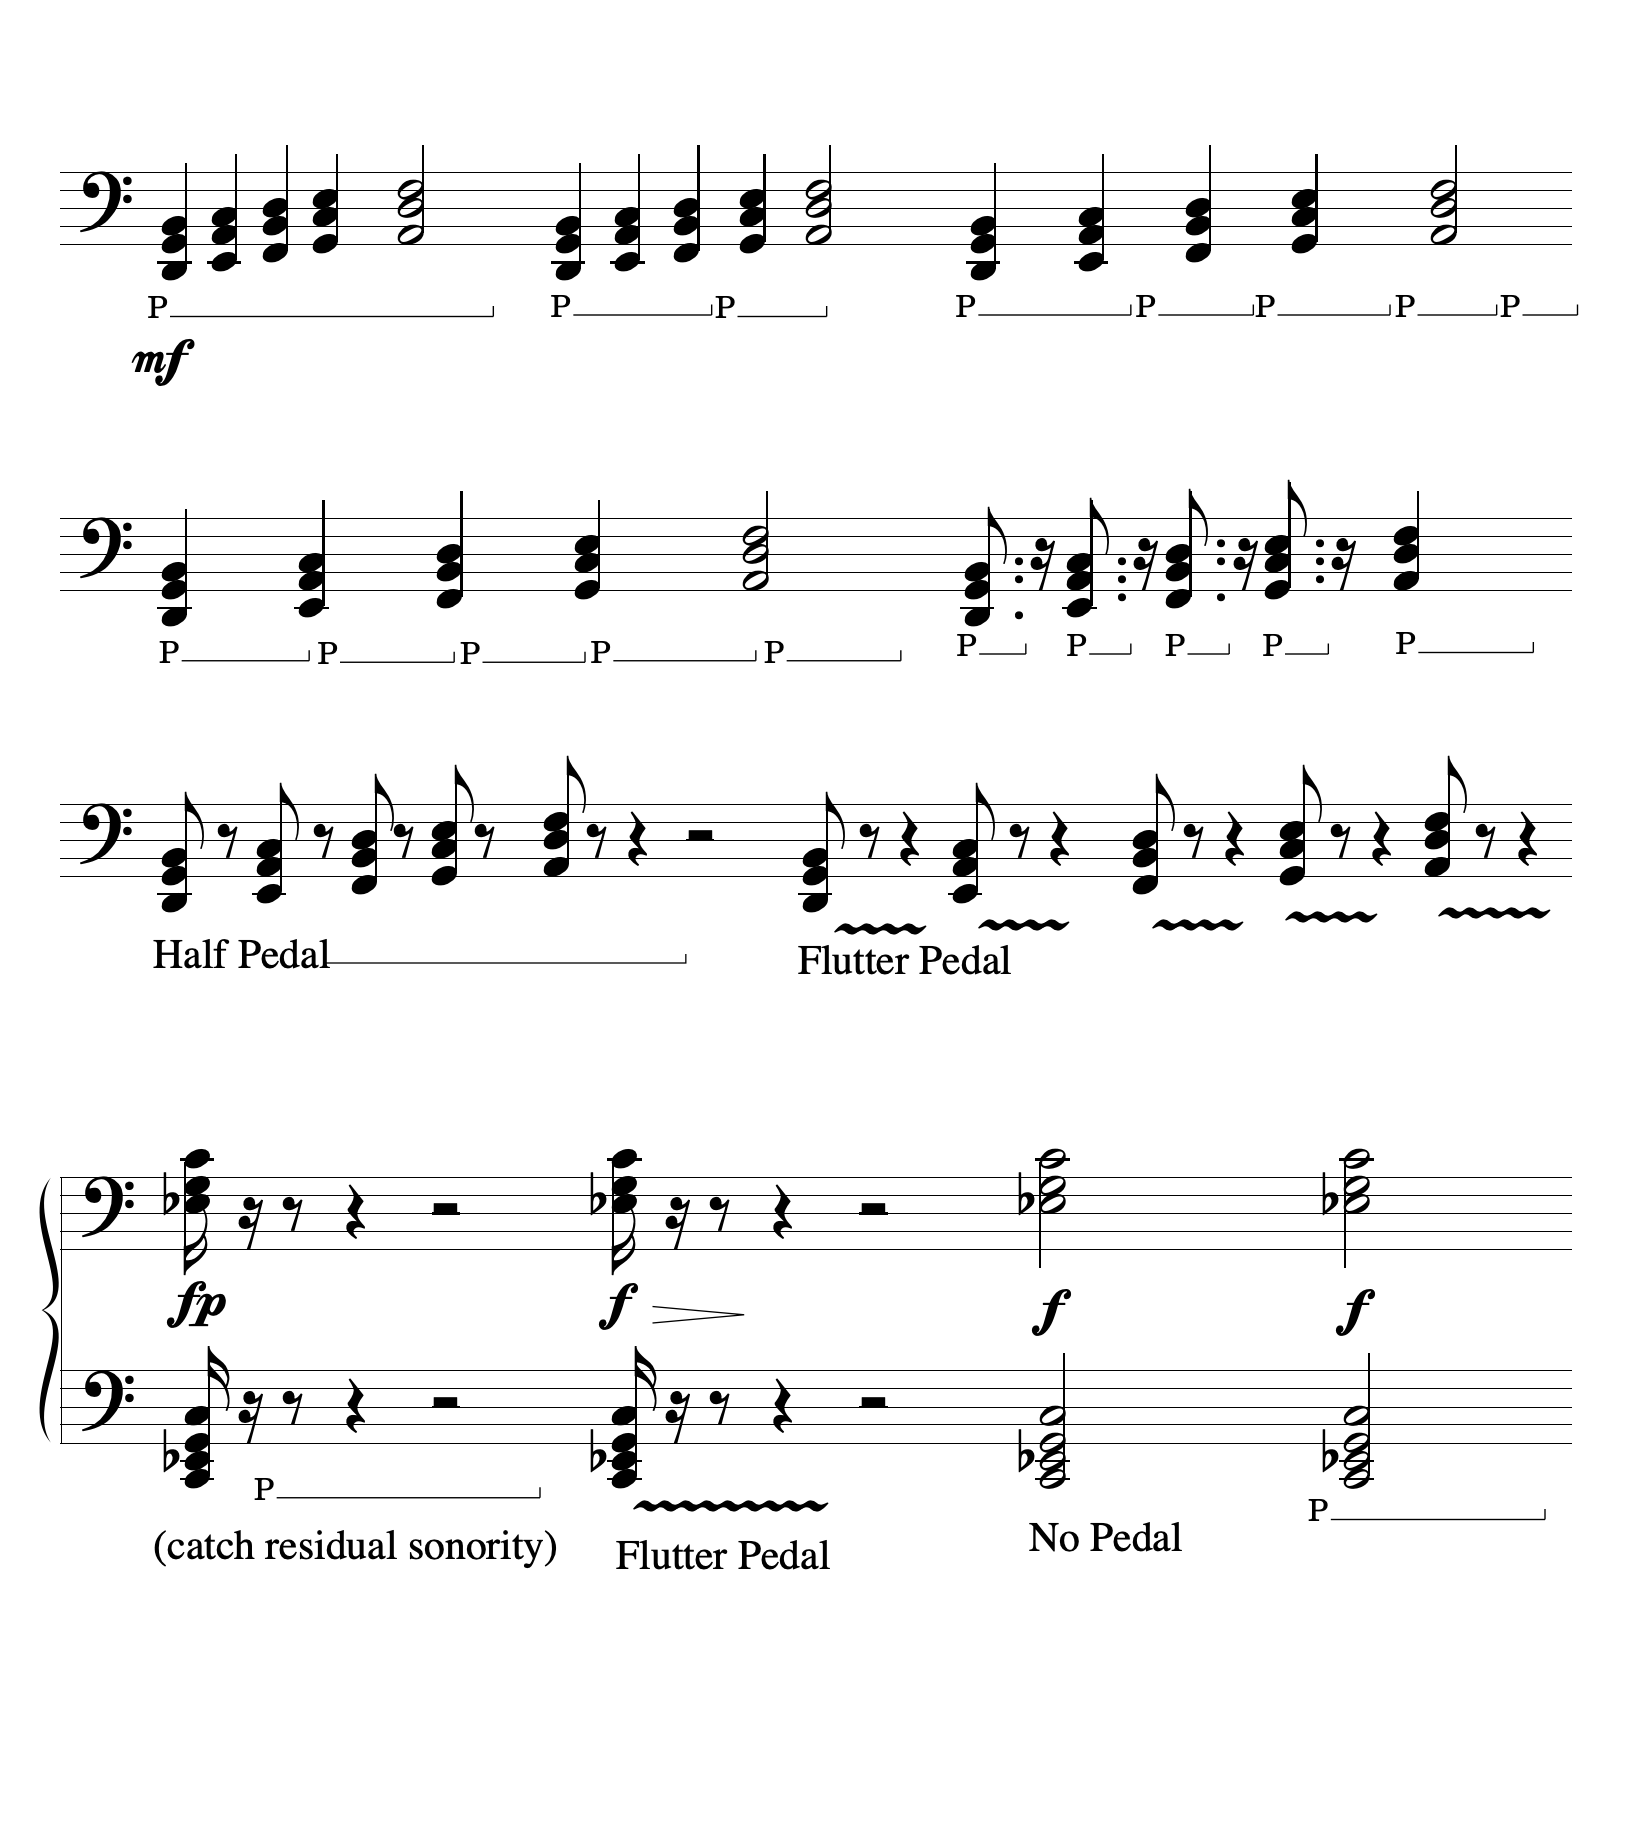 P P P P P P P P
mf
P P P P P P P P P P
Half Pedal Flutter Pedal
fp f f f
P P
(catch residual sonority) Flutter Pedal No Pedal